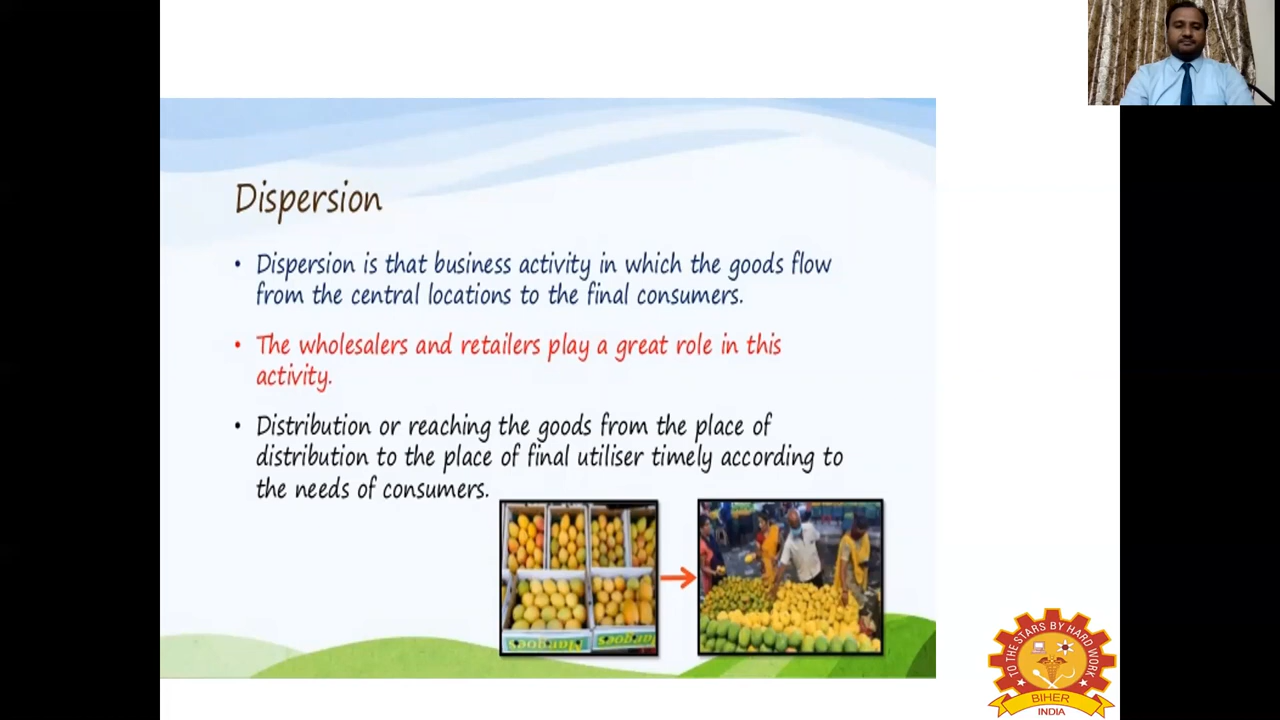 Dispersion
• Dispersion is that business activity in which the goods flow
from the central locations to the final consumers.
• The wholesalers and retailers play a great role in this
activity.
• Distribution or reaching the goods from the place of
distribution to the place of final utiliser timely according to
the needs of consumers.
Mangoes
Mangoes
TO THE STARS BY HARD WORK
BIHER
INDIA